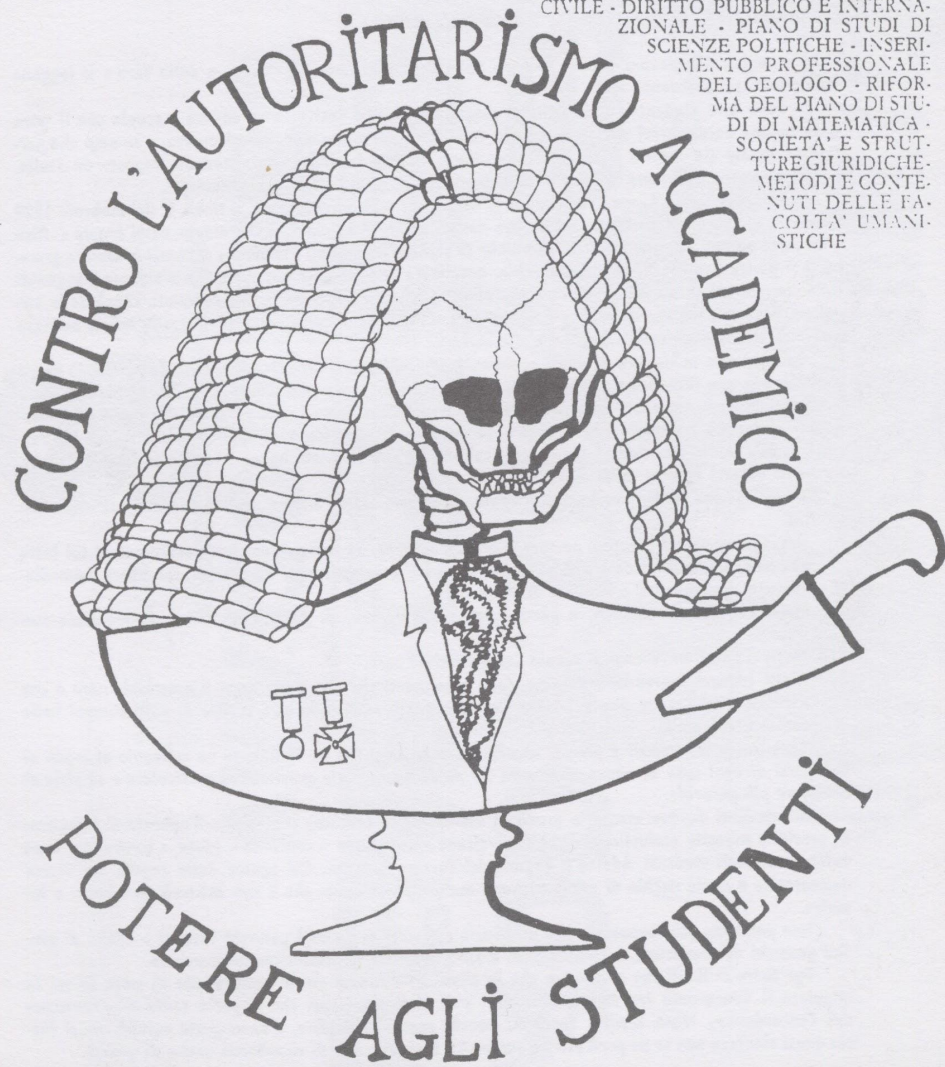 CIVILE - DIRITTO PUBBLICO E INTERNA-
ZIONALE - PIANO DI STUDI DI
SCIENZE POLITICHE - INSERI-
MENTO PROFESSIONALE
DEL GEOLOGO - RIFOR-
MA DEL PIANO DI STU-
DI DI MATEMATICA -
SOCIETA' E STRUT-
TURE GIURIDICHE -
METODI E CONTE-
NUTI DELLE FA-
COLTA' UMANI-
STICHE
CONTRO L'AUTORITARISMO ACCADEMICO
POTERE AGLI STUDENTI